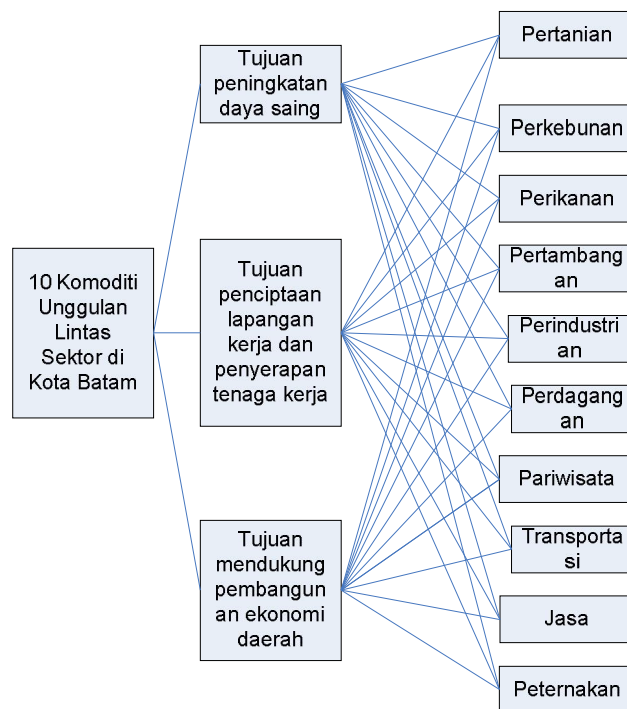 10 Komoditi
Unggulan
Lintas
Sektor di
Kota Batam
Tujuan
peningkatan
daya saing
Tujuan
penciptaan
lapangan
kerja dan
penyerapan
tenaga kerja
Tujuan
mendukung
pembangun
an ekonomi
daerah
Pertanian
Perkebunan
Perikanan
Pertambang
an
Perindustri
an
Perdagang
an
Pariwisata
Transporta
si
Jasa
Peternakan